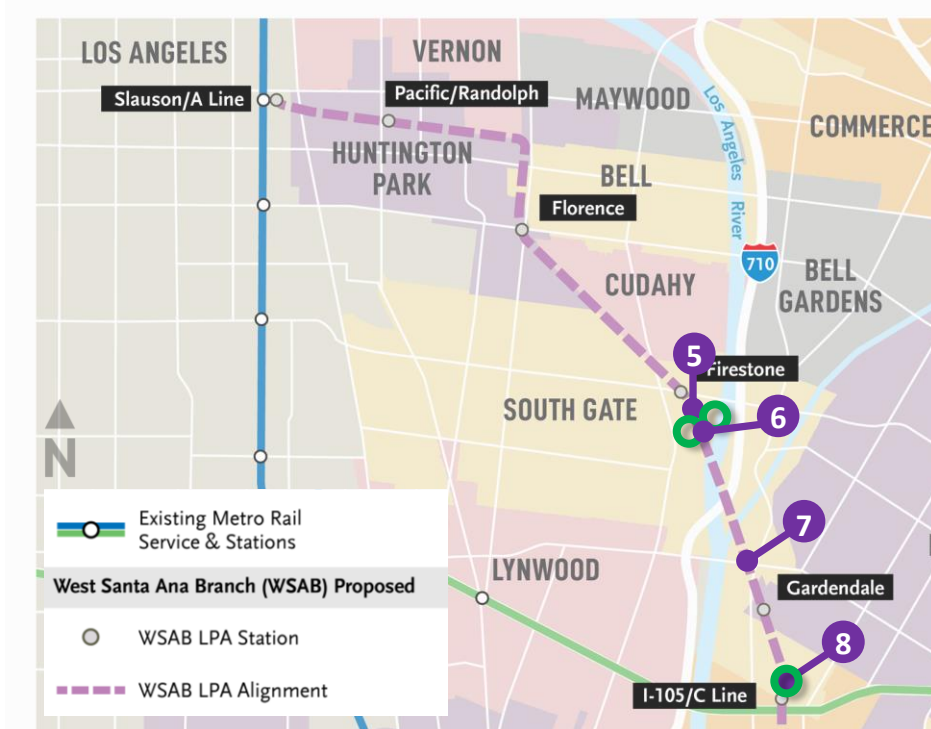 LOS ANGELES
VERNON
Slauson/A Line
Pacific/Randolph
MAYWOOD
Los Angeles River
COMMERCE
HUNTINGTON
PARK
BELL
Florence
710
CUDAHY
BELL
GARDENS
5
Firestone
SOUTH GATE
6
N
Existing Metro Rail
Service & Stations
7
West Santa Ana Branch (WSAB) Proposed
LYNWOOD
Gardendale
WSAB LPA Station
8
WSAB LPA Alignment
I-105/C Line